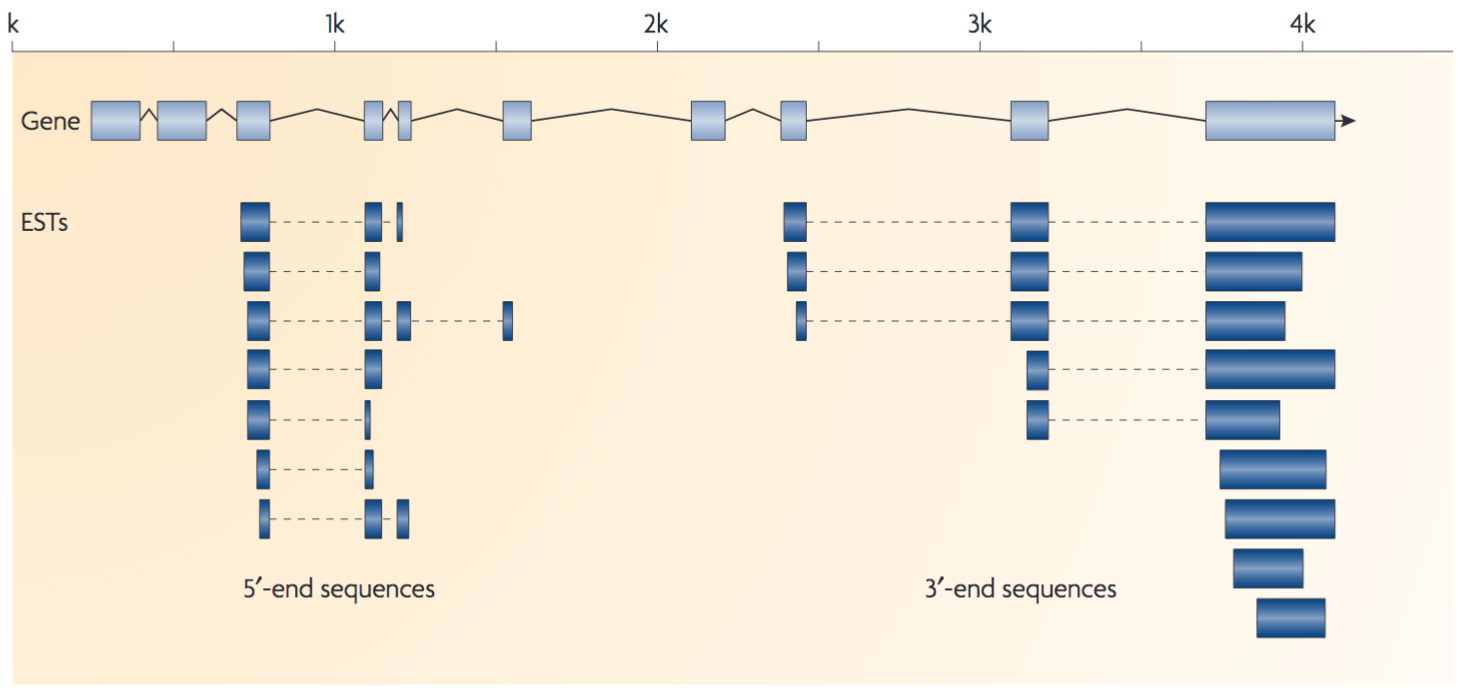 k 1k 2k 3k 4k
Gene
ESTs
5′-end sequences 3′-end sequences